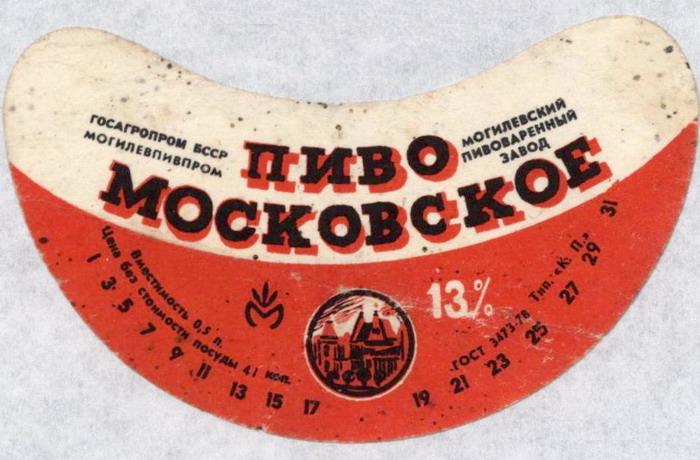 ГОСАГРОПРОМ БССР
МОГИЛЕВПИВПРОМ
ПИВО
МОГИЛЕВСКИЙ
ПИВОВАРЕННЫЙ
ЗАВОД
МОСКОВСКОЕ
Вместимость 0,5 л.
Цена без стоимости посуды 41 коп.
13%
ГОСТ 3473-78 Тип. «К. П.»
1 3 5 7 9 11 13 15 17 19 21 23 25 27 29 31